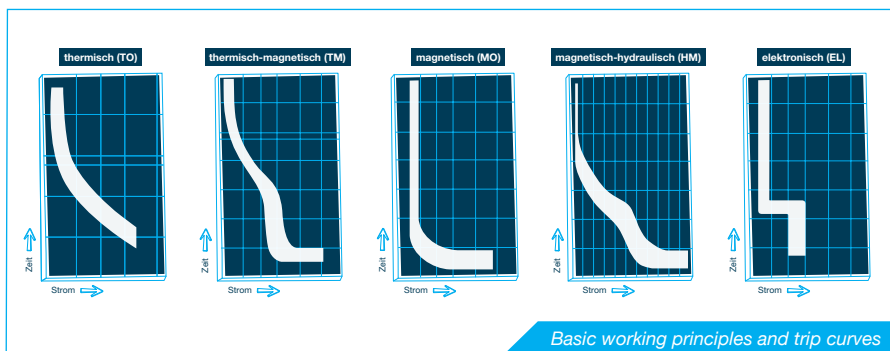 thermisch (TO)
thermisch-magnetisch (TM)
magnetisch (MO)
magnetisch-hydraulisch (HM)
elektronisch (EL)
Zeit
Zeit
Zeit
Zeit
Zeit
Strom
Strom
Strom
Strom
Strom
Basic working principles and trip curves